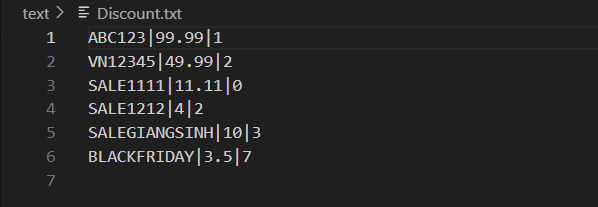 text > Discount.txt
1 ABC123|99.99|1
2 VN12345|49.99|2
3 SALE1111|11.11|0
4 SALE1212|4|2
5 SALEGIANGSINH|10|3
6 BLACKFRIDAY|3.5|7
7